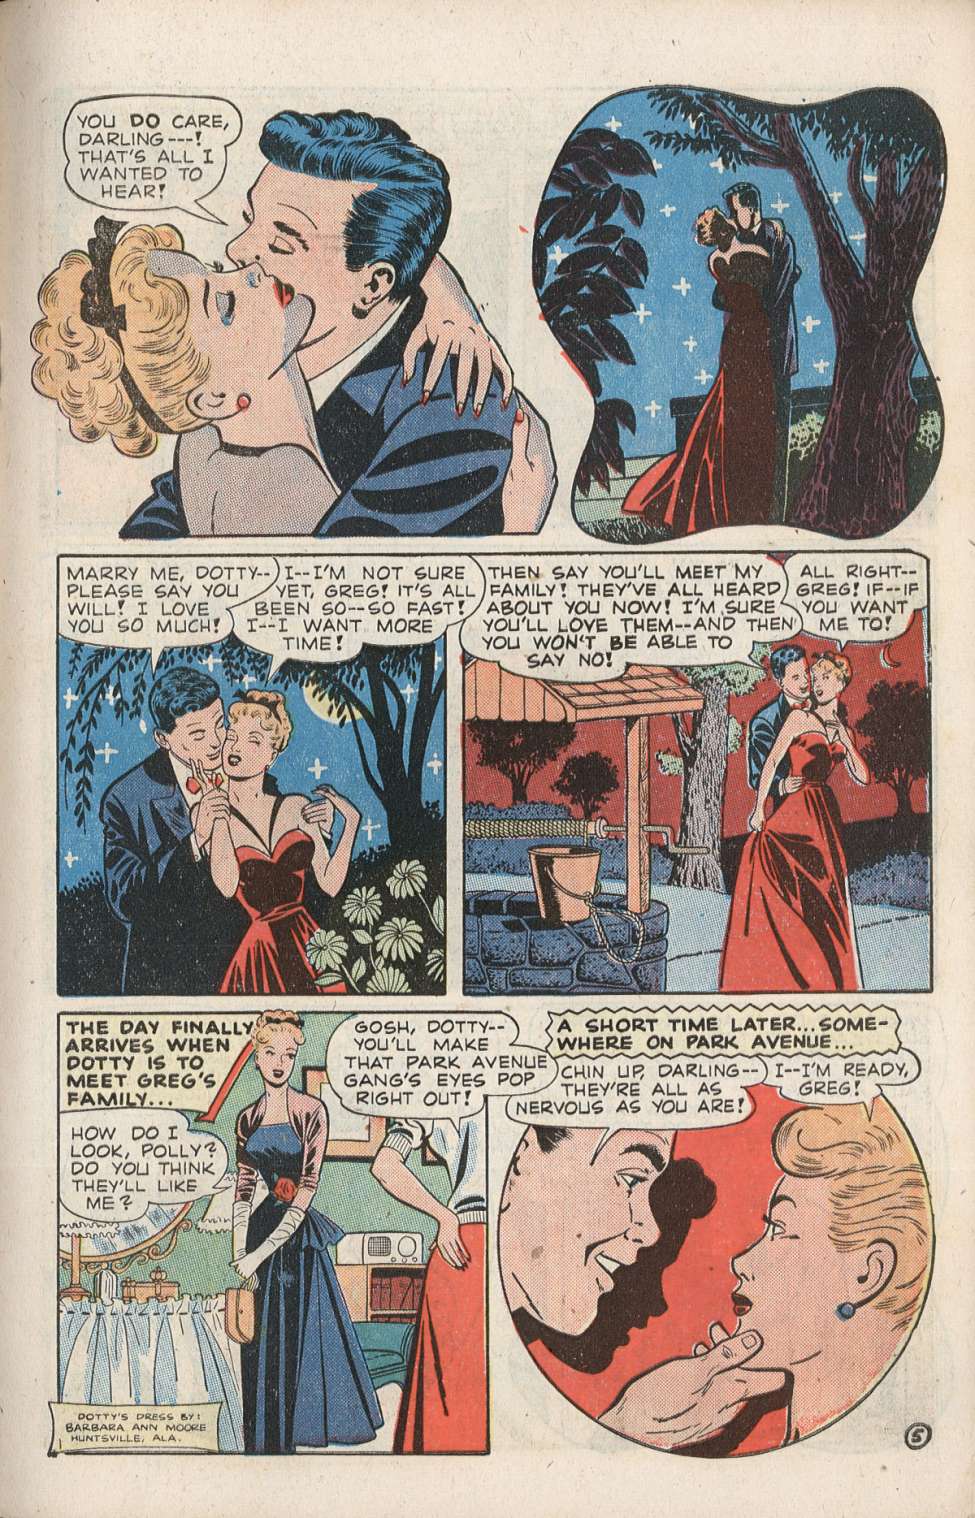 YOU DO CARE,
DARLING---!
THAT'S ALL I
WANTED TO
HEAR!
MARRY ME, DOTTY--
PLEASE SAY YOU
WILL! I LOVE
YOU SO MUCH!
I--I'M NOT SURE
YET, GREG! IT'S ALL
BEEN SO--SO FAST!
I--I WANT MORE
TIME!
THEN SAY YOU'LL MEET MY
FAMILY! THEY'VE ALL HEARD
ABOUT YOU NOW! I'M SURE
YOU'LL LOVE THEM--AND THEN
YOU WON'T BE ABLE TO
SAY NO!
ALL RIGHT--
GREG! IF--IF
YOU WANT
ME TO!
THE DAY FINALLY
ARRIVES WHEN
DOTTY IS TO
MEET GREG'S
FAMILY...
HOW DO I
LOOK, POLLY?
DO YOU THINK
THEY'LL LIKE
ME?
GOSH, DOTTY--
YOU'LL MAKE
THAT PARK AVENUE
GANG'S EYES POP
RIGHT OUT!
DOTTY'S DRESS BY:
BARBARA ANN MOORE
HUNTSVILLE, ALA.
A SHORT TIME LATER...SOME-
WHERE ON PARK AVENUE...
CHIN UP, DARLING--
THEY'RE ALL AS
NERVOUS AS YOU ARE!
I--I'M READY,
GREG!
5